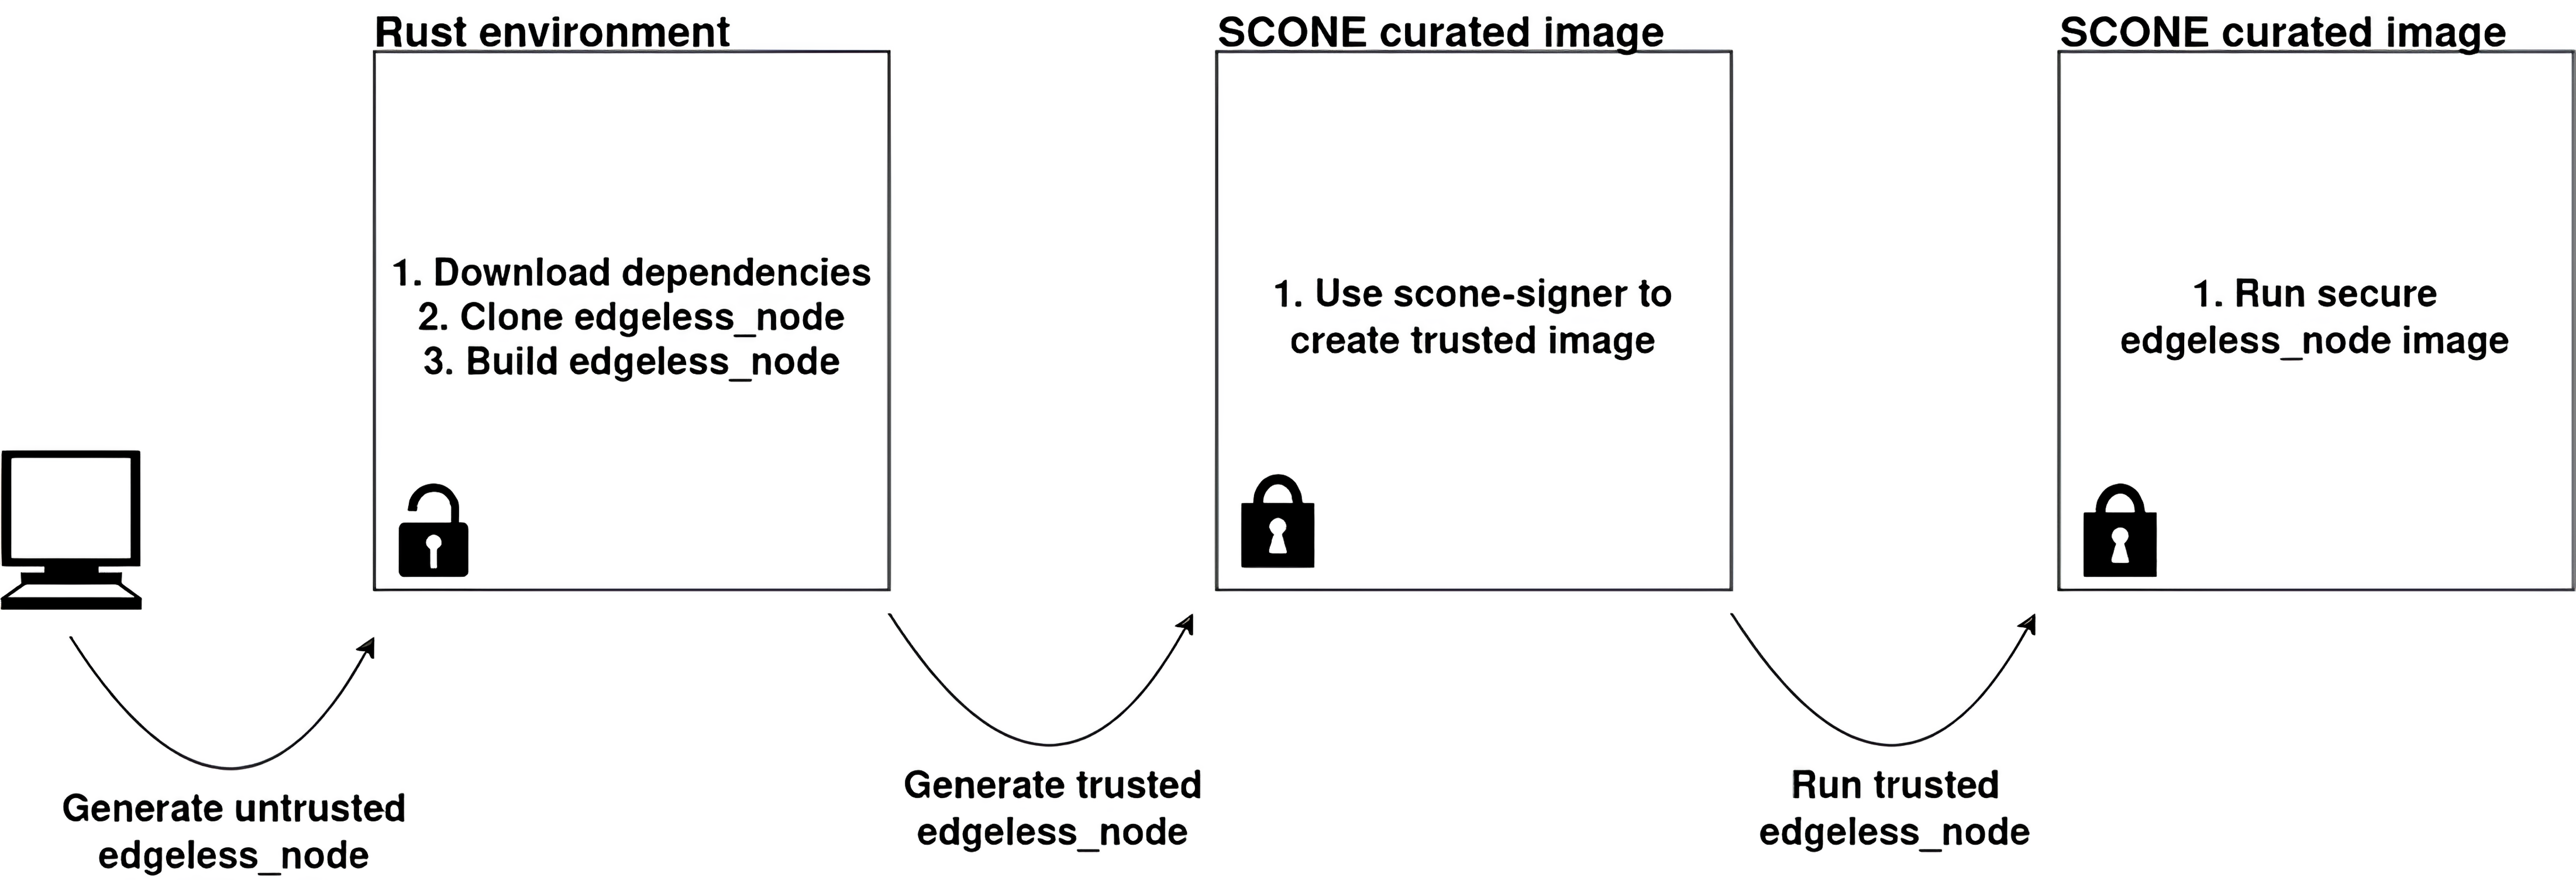 Rust environment
1. Download dependencies
2. Clone edgeless_node
3. Build edgeless_node
Generate untrusted
edgeless_node
SCONE curated image
1. Use scone-signer to
create trusted image
Generate trusted
edgeless_node
SCONE curated image
1. Run secure
edgeless_node image
Run trusted
edgeless_node